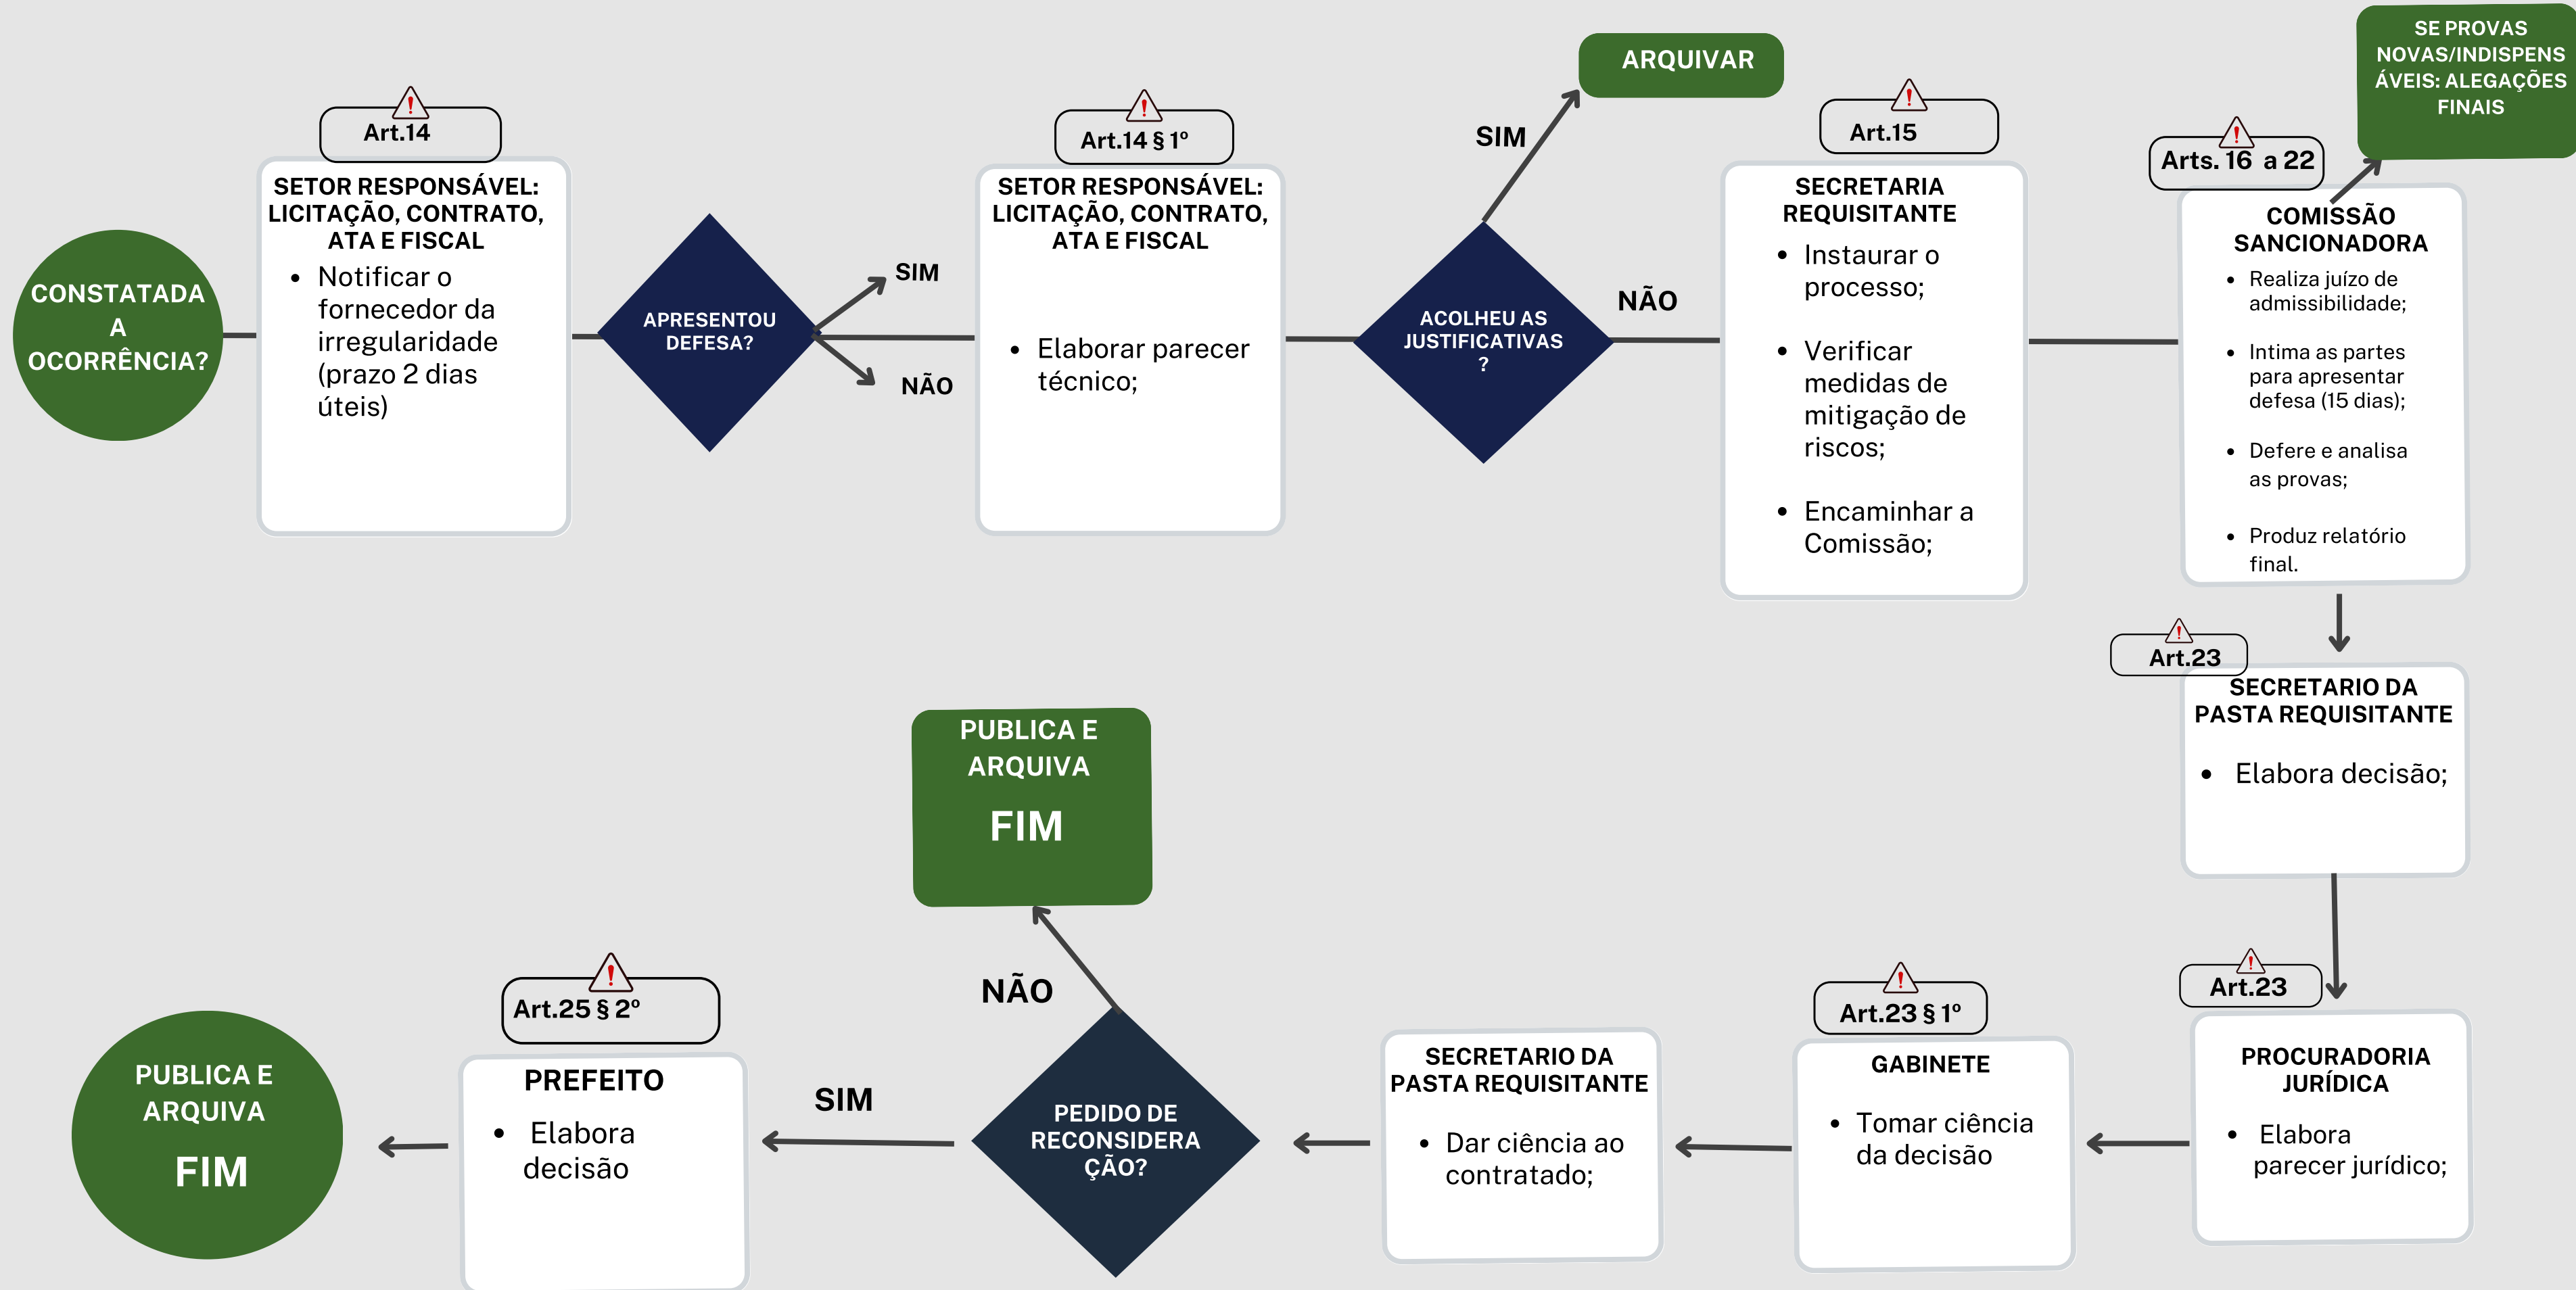 CONSTATADA
A
OCORRÊNCIA?
Art.14
SETOR RESPONSÁVEL:
LICITAÇÃO, CONTRATO,
ATA E FISCAL
• Notificar o
fornecedor da
irregularidade
(prazo 2 dias
úteis)
APRESENTOU
DEFESA?
SIM
NÃO
Art.14 § 1º
SETOR RESPONSÁVEL:
LICITAÇÃO, CONTRATO,
ATA E FISCAL
• Elaborar parecer
técnico;
ACOLHEU AS
JUSTIFICATIVAS
?
SIM
ARQUIVAR
NÃO
Art.15
SECRETARIA
REQUISITANTE
• Instaurar o
processo;
• Verificar
medidas de
mitigação de
riscos;
• Encaminhar a
Comissão;
Arts. 16 a 22
SE PROVAS
NOVAS/INDISPENS
ÁVEIS: ALEGAÇÕES
FINAIS
COMISSÃO
SANCIONADORA
• Realiza juízo de
admissibilidade;
• Intima as partes
para apresentar
defesa (15 dias);
• Defere e analisa
as provas;
• Produz relatório
final.
Art.23
SECRETARIO DA
PASTA REQUISITANTE
• Elabora decisão;
Art.23
PROCURADORIA
JURÍDICA
• Elabora
parecer jurídico;
Art.23 § 1º
GABINETE
• Tomar ciência
da decisão
SECRETARIO DA
PASTA REQUISITANTE
• Dar ciência ao
contratado;
PEDIDO DE
RECONSIDERA
ÇÃO?
NÃO
PUBLICA E
ARQUIVA
FIM
SIM
Art.25 § 2º
PREFEITO
• Elabora
decisão
PUBLICA E
ARQUIVA
FIM